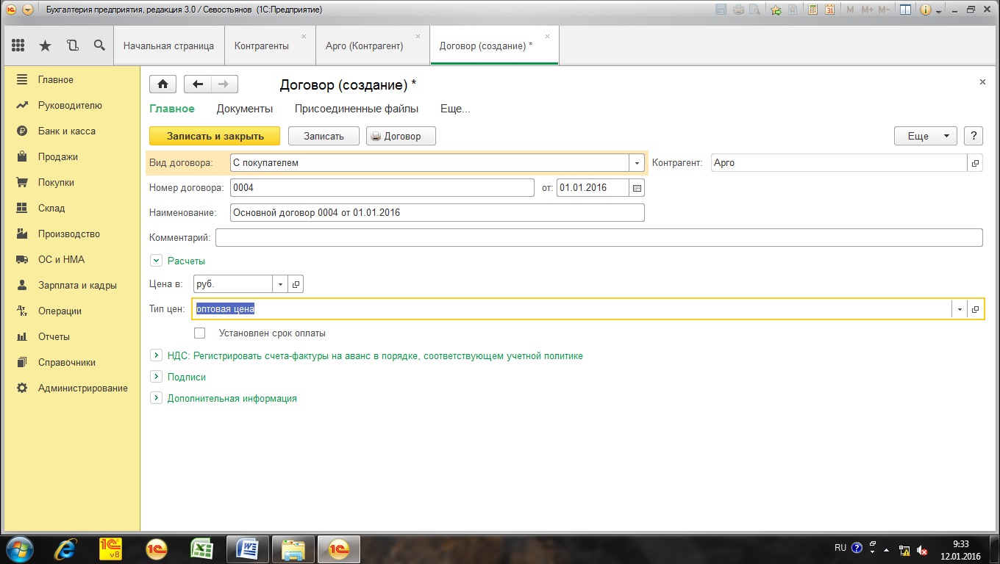 Бухгалтерия предприятия, редакция 3.0 / Севостьянов (1С:Предприятие)
M M+ M-
Начальная страница
Контрагенты
Арго (Контрагент)
Договор (создание) *
Главное
Руководителю
Банк и касса
Продажи
Покупки
Склад
Производство
ОС и НМА
Зарплата и кадры
Операции
Отчеты
Справочники
Администрирование
Договор (создание) *
Главное Документы Присоединенные файлы Еще...
Записать и закрыть Записать Договор Еще ?
Вид договора: С покупателем Контрагент: Арго
Номер договора: 0004 от: 01.01.2016
Наименование: Основной договор 0004 от 01.01.2016
Комментарий:
Расчеты
Цена в: руб.
Тип цен: оптовая цена
Установлен срок оплаты
НДС: Регистрировать счета-фактуры на аванс в порядке, соответствующем учетной политике
Подписи
Дополнительная информация
RU
9:33
12.01.2016